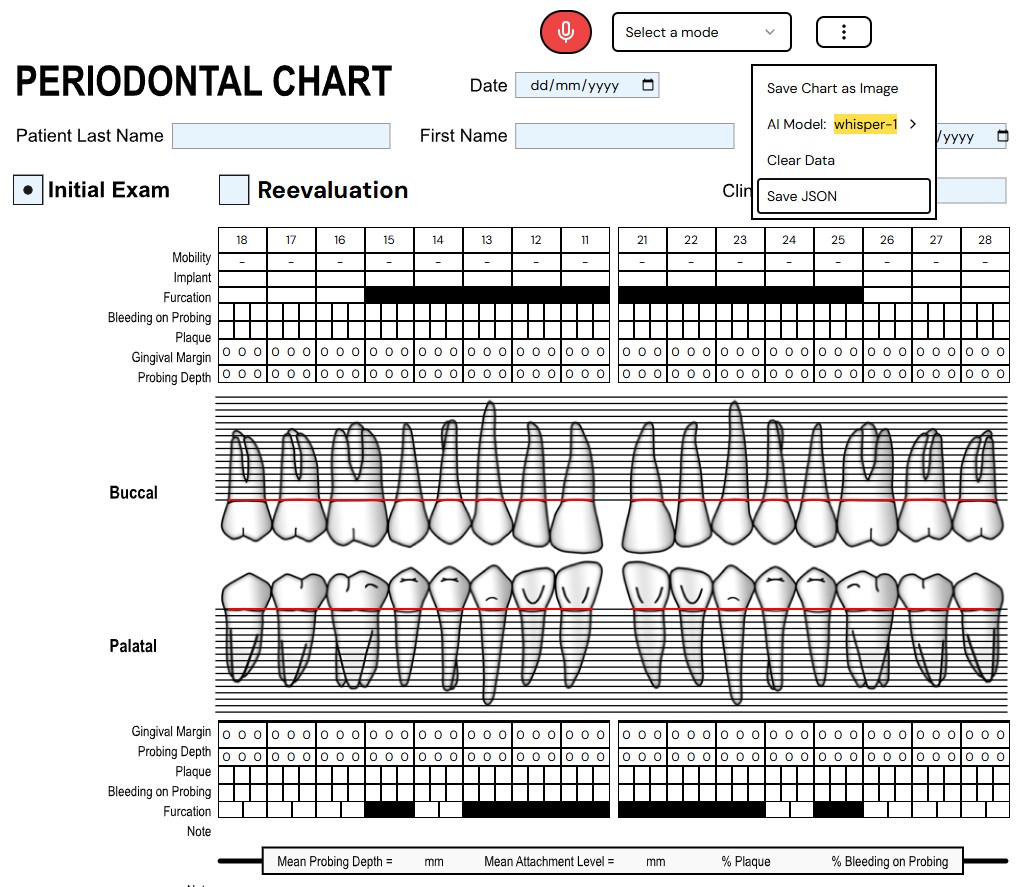 Select a mode
PERIODONTAL CHART
Date dd/mm/yyyy
Save Chart as Image
Patient Last Name First Name AI Model: whisper-1 /yyyy
Clear Data
Initial Exam Reevaluation Save JSON
18 17 16 15 14 13 12 11 21 22 23 24 25 26 27 28
Mobility – – – – – – – – – – – – – – – –
Implant
Furcation
Bleeding on Probing
Plaque
Gingival Margin 0 0 0 0 0 0 0 0 0 0 0 0 0 0 0 0 0 0 0 0 0 0 0 0 0 0 0 0 0 0 0 0 0 0 0 0 0 0 0 0 0 0 0 0 0 0 0 0
Probing Depth 0 0 0 0 0 0 0 0 0 0 0 0 0 0 0 0 0 0 0 0 0 0 0 0 0 0 0 0 0 0 0 0 0 0 0 0 0 0 0 0 0 0 0 0 0 0 0 0
Buccal
Palatal
Gingival Margin 0 0 0 0 0 0 0 0 0 0 0 0 0 0 0 0 0 0 0 0 0 0 0 0 0 0 0 0 0 0 0 0 0 0 0 0 0 0 0 0 0 0 0 0 0 0 0 0
Probing Depth 0 0 0 0 0 0 0 0 0 0 0 0 0 0 0 0 0 0 0 0 0 0 0 0 0 0 0 0 0 0 0 0 0 0 0 0 0 0 0 0 0 0 0 0 0 0 0 0
Plaque
Bleeding on Probing
Furcation
Note
Mean Probing Depth = mm Mean Attachment Level = mm % Plaque % Bleeding on Probing